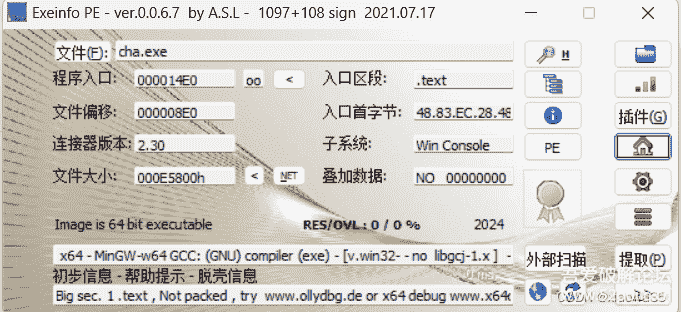 Exeinfo PE - ver.0.0.6.7 by A.S.L - 1097+108 sign 2021.07.17
文件(F): cha.exe H
程序入口: 000014E0 oo < 入口区段: .text
文件偏移: 000008E0 入口首字节: 48.83.EC.28.48 插件(G)
连接器版本: 2.30 子系统: Win Console PE
文件大小: 000E5800h < NET 叠加数据: NO 00000000
Image is 64 bit executable RES/OVL : 0 / 0 % 2024
x64 - MinGW-w64 GCC: (GNU) compiler (exe) - [v.win32- - no libgcj-1.x ] - 外部扫描 提取(P)
初步信息 - 帮助提示 - 脱壳信息
Big sec. 1 .text , Not packed , try www.ollydbg.de or x64 debug www.x64